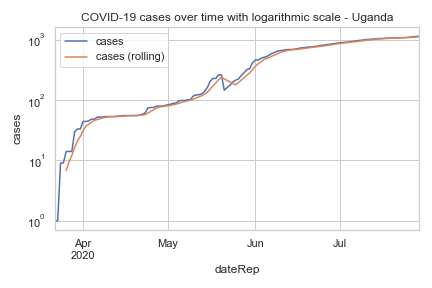 COVID-19 cases over time with logarithmic scale - Uganda
cases
cases (rolling)
10³
10²
10¹
10⁰
cases
Apr
2020
May
Jun
Jul
dateRep